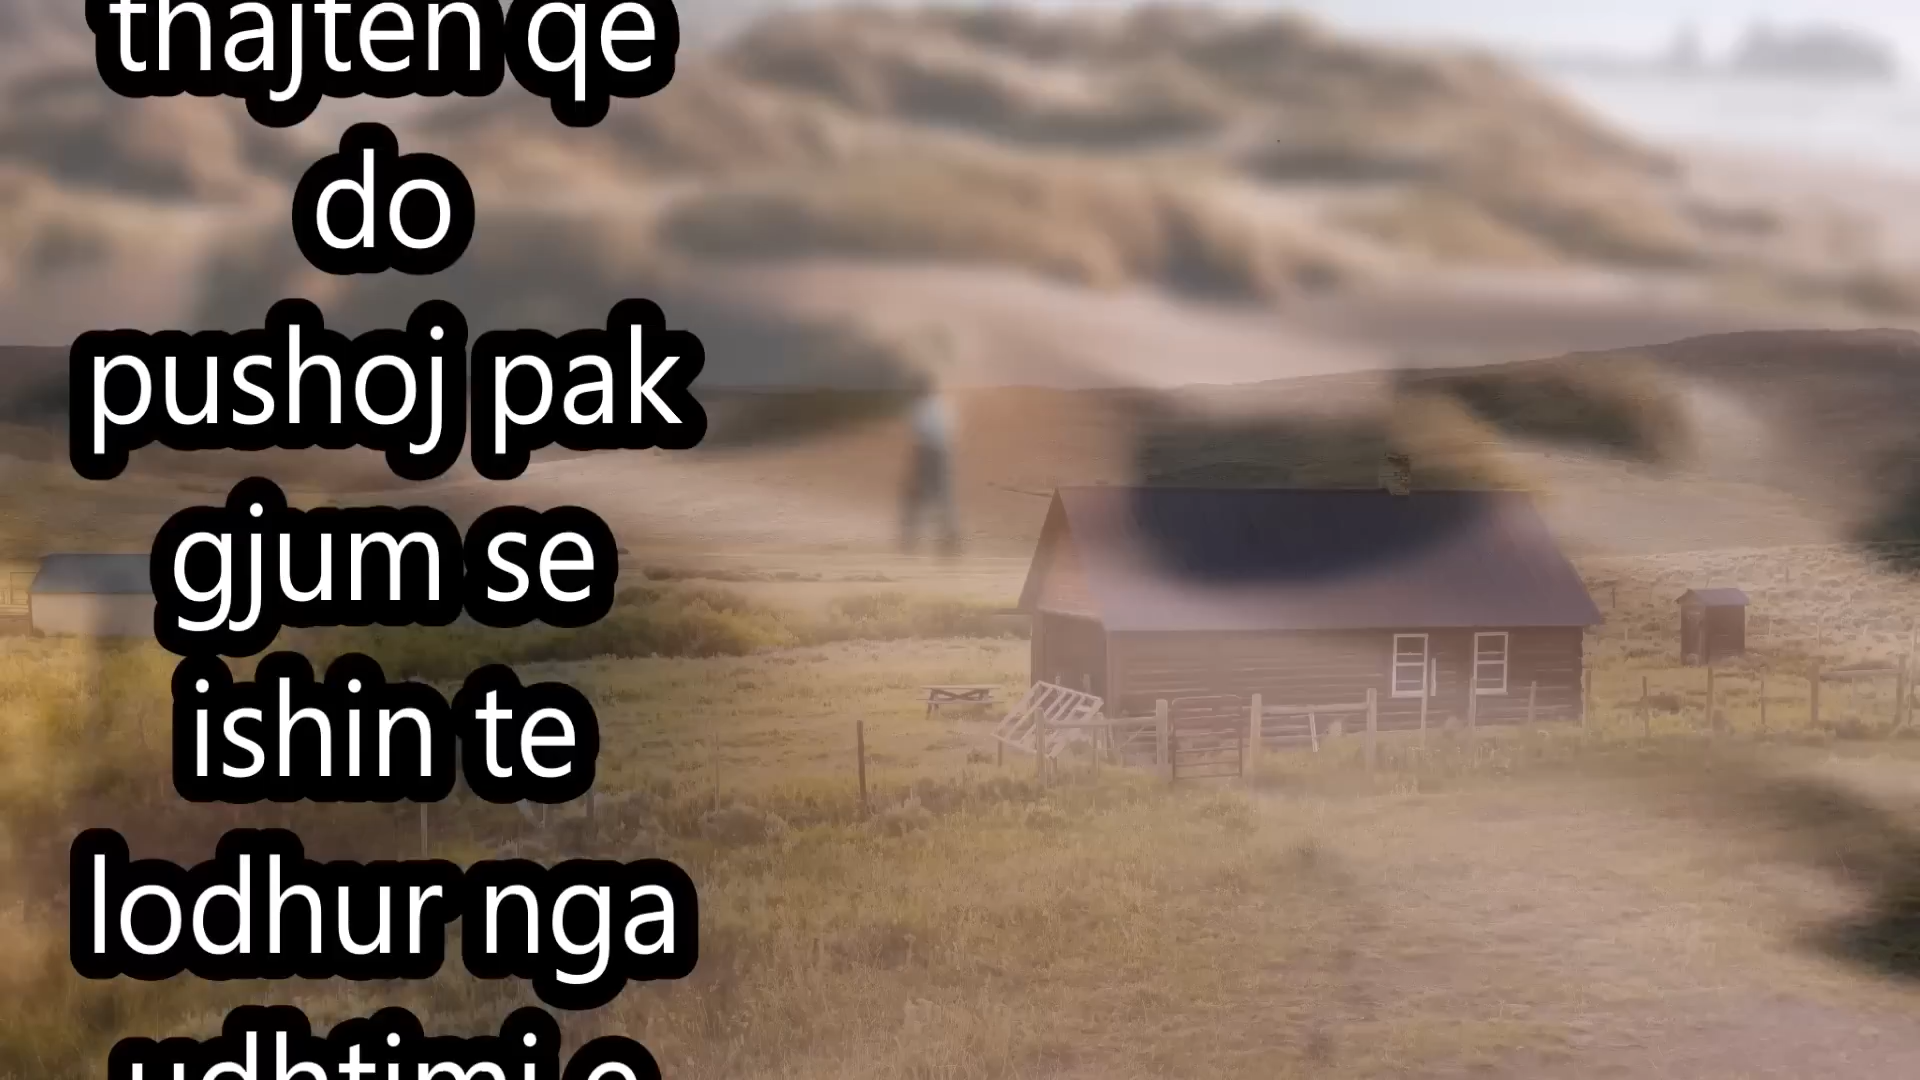 thajten qe
do
pushoj pak
gjum se
ishin te
lodhur nga
udhtimi e